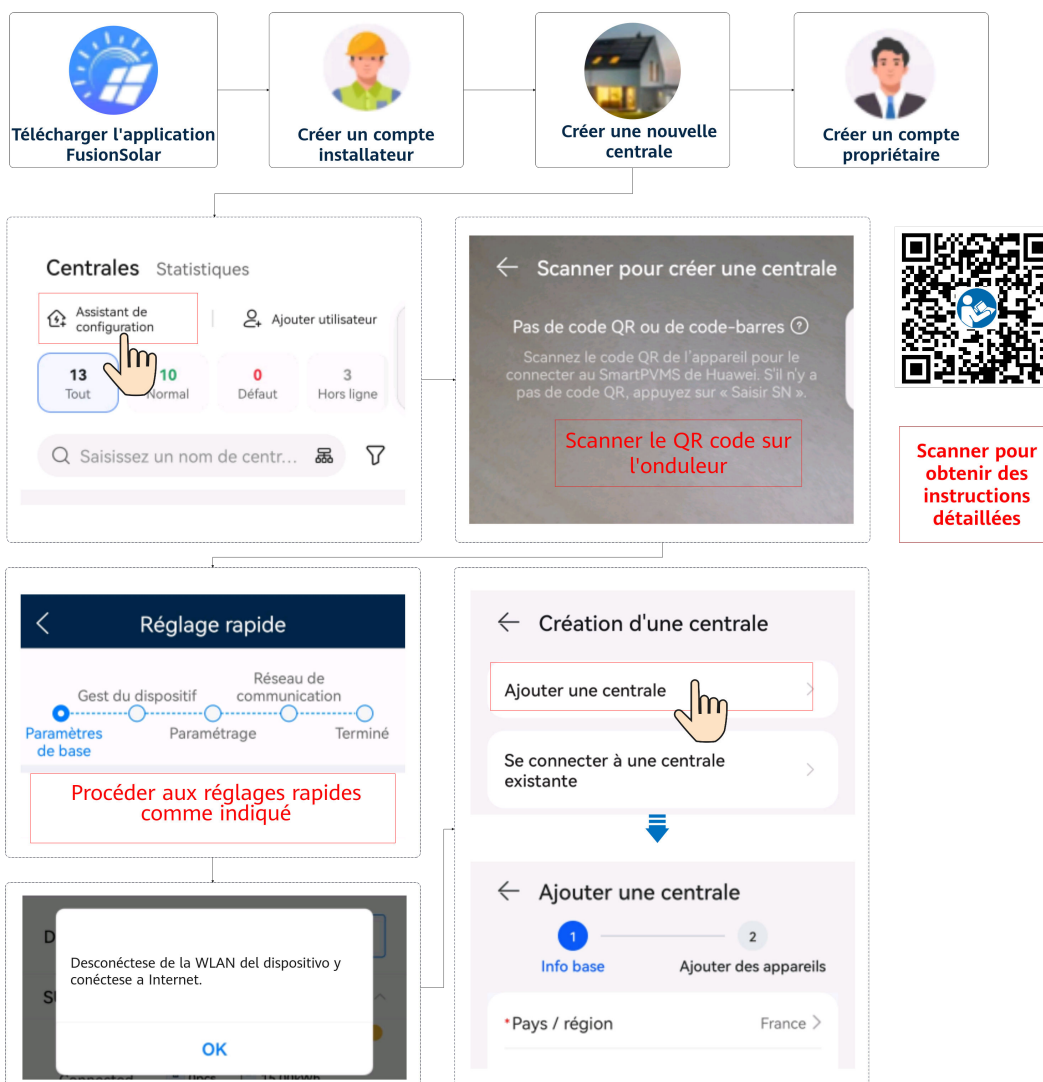 Télécharger l'application
FusionSolar
Créer un compte
installateur
Créer une nouvelle
centrale
Créer un compte
propriétaire
Centrales Statistiques
Assistant de
configuration
Ajouter utilisateur
13
Tout
10
Normal
0
Défaut
3
Hors ligne
Saisissez un nom de centr...
Scanner pour créer une centrale
Pas de code QR ou de code-barres ?
Scannez le code QR de l'appareil pour le
connecter au SmartPVMS de Huawei. S'il n'y a
pas de code QR, appuyez sur « Saisir SN ».
Scanner le QR code sur
l'onduleur
Scanner pour
obtenir des
instructions
détaillées
Réglage rapide
Gest du dispositif
Réseau de
communication
Paramètres
de base
Paramétrage
Terminé
Procéder aux réglages rapides
comme indiqué
Création d'une centrale
Ajouter une centrale
Se connecter à une centrale
existante
Desconéctese de la WLAN del dispositivo y
conéctese a Internet.
OK
Ajouter une centrale
1
2
Info base
Ajouter des appareils
*Pays / région
France